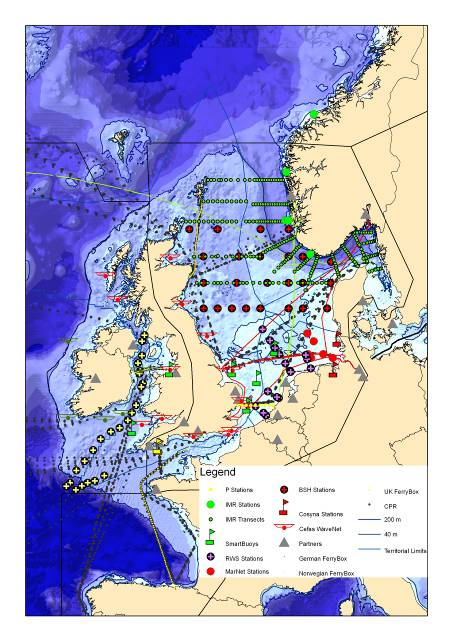 Legend
P Stations
IMR Stations
IMR Transects
SmartBuoys
RWS Stations
MarNet Stations
BSH Stations
Cosyna Stations
Cefas WaveNet
Partners
German FerryBox
Norwegian FerryBox
UK FerryBox
CPR
200 m
40 m
Territorial Limits